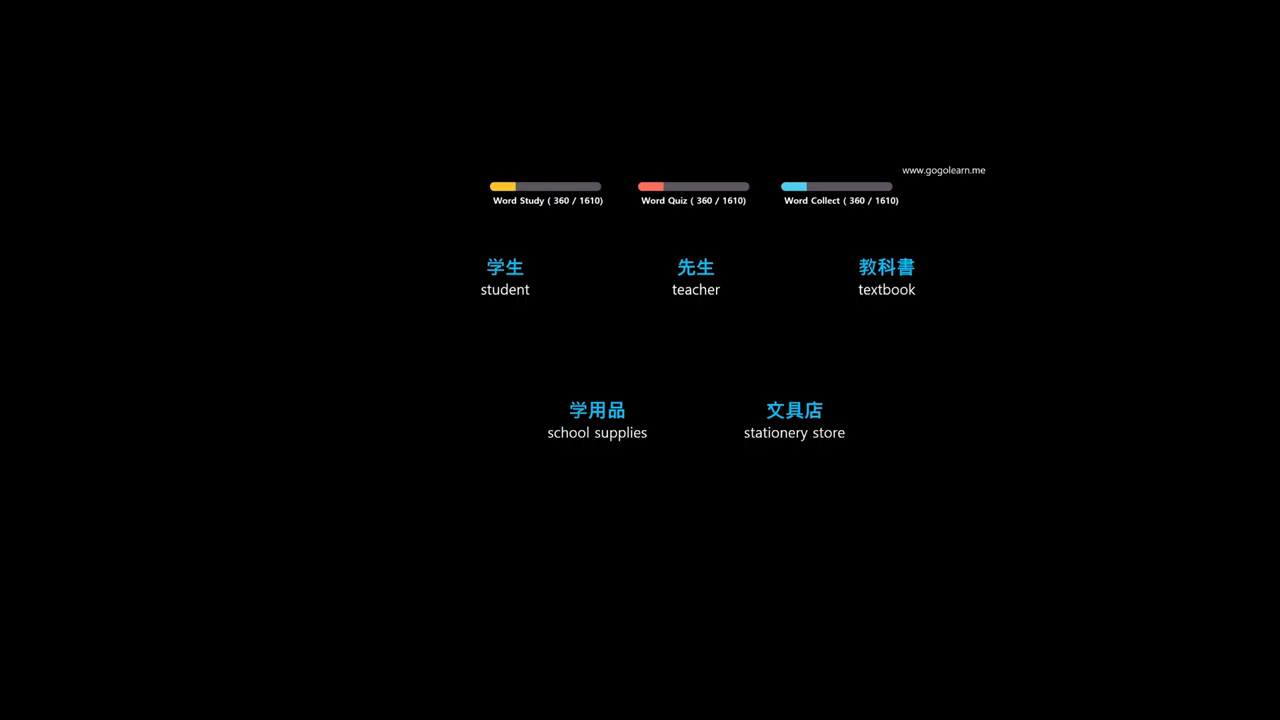 www.gogolearn.me
Word Study ( 360 / 1610)
Word Quiz ( 360 / 1610)
Word Collect ( 360 / 1610)
学生
student
先生
teacher
教科書
textbook
学用品
school supplies
文具店
stationery store